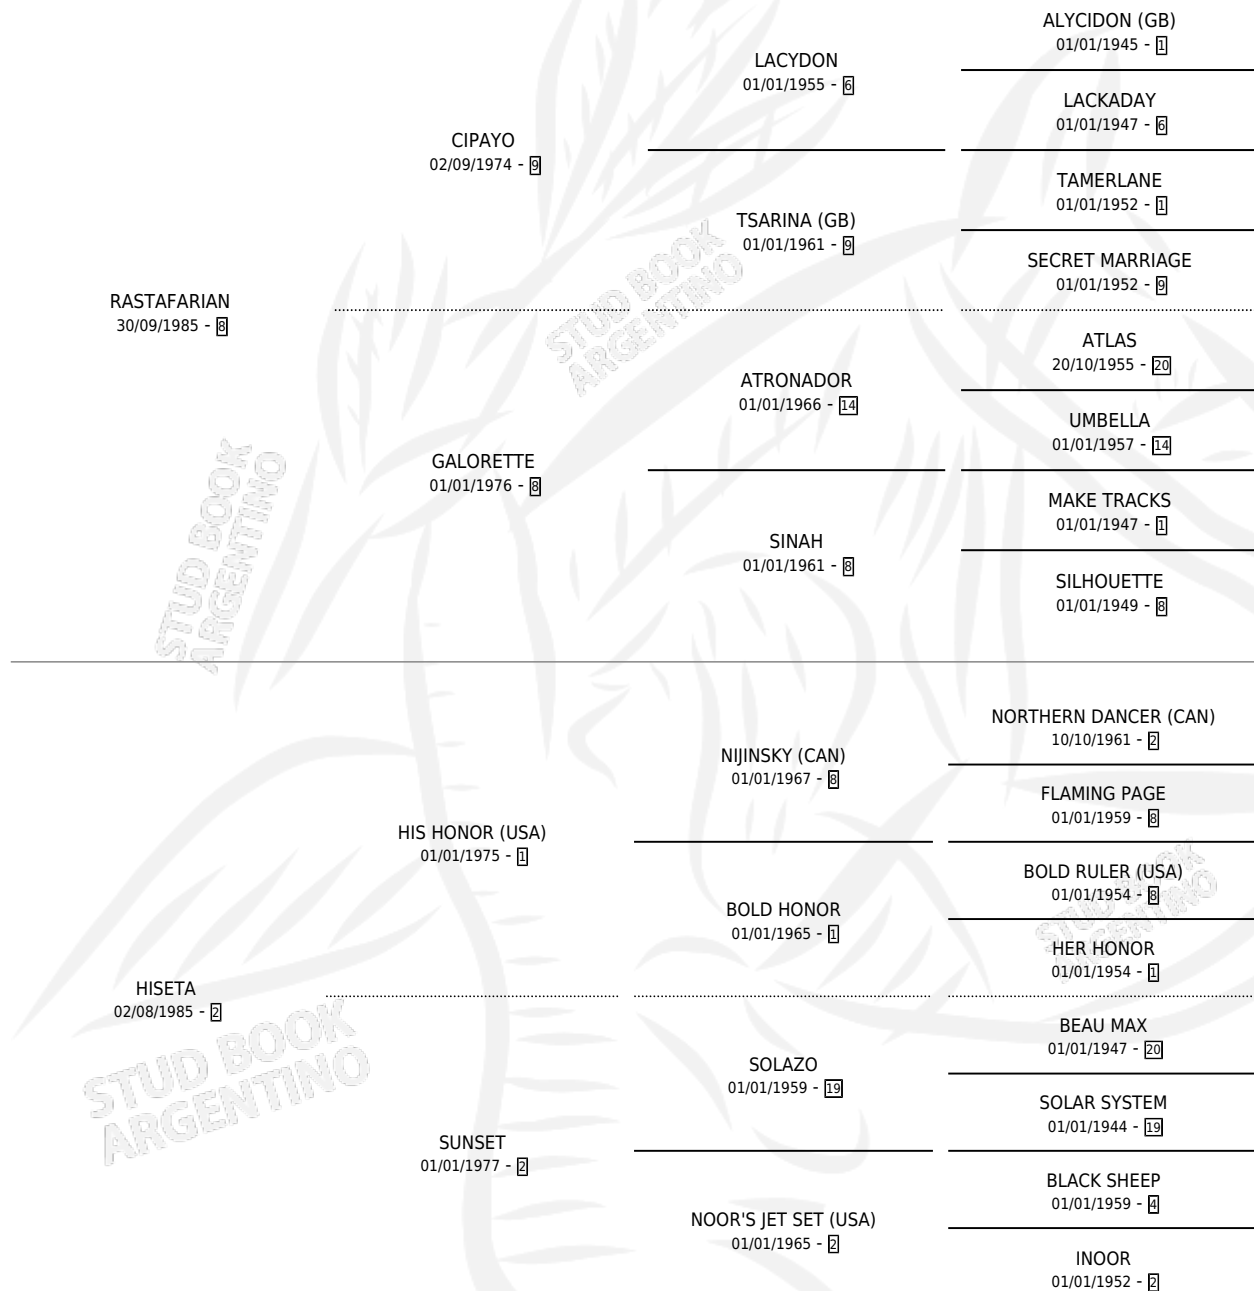 ALYCIDON (GB)
01/01/1945 - 1
LACYDON
01/01/1955 - 6
LACKADAY
01/01/1947 - 6
CIPAYO
02/09/1974 - 9
TAMERLANE
01/01/1952 - 1
TSARINA (GB)
01/01/1961 - 9
SECRET MARRIAGE
01/01/1952 - 9
RASTAFARIAN
30/09/1985 - 8
ATLAS
20/10/1955 - 20
ATRONADOR
01/01/1966 - 14
UMBELLA
01/01/1957 - 14
GALORETTE
01/01/1976 - 8
MAKE TRACKS
01/01/1947 - 1
SINAH
01/01/1961 - 8
SILHOUETTE
01/01/1949 - 8
NORTHERN DANCER (CAN)
10/10/1961 - 2
NIJINSKY (CAN)
01/01/1967 - 8
FLAMING PAGE
01/01/1959 - 8
HIS HONOR (USA)
01/01/1975 - 1
BOLD RULER (USA)
01/01/1954 - 8
BOLD HONOR
01/01/1965 - 1
HER HONOR
01/01/1954 - 1
HISETA
02/08/1985 - 2
BEAU MAX
01/01/1947 - 20
SOLAZO
01/01/1959 - 19
SOLAR SYSTEM
01/01/1944 - 19
SUNSET
01/01/1977 - 2
BLACK SHEEP
01/01/1959 - 4
NOOR'S JET SET (USA)
01/01/1965 - 2
INOOR
01/01/1952 - 2
STUD BOOK
ARGENTINO
STUD BOOK
ARGENTINO
STUD BOOK
ARGENTINO
STUD BOOK
ARGENTINO